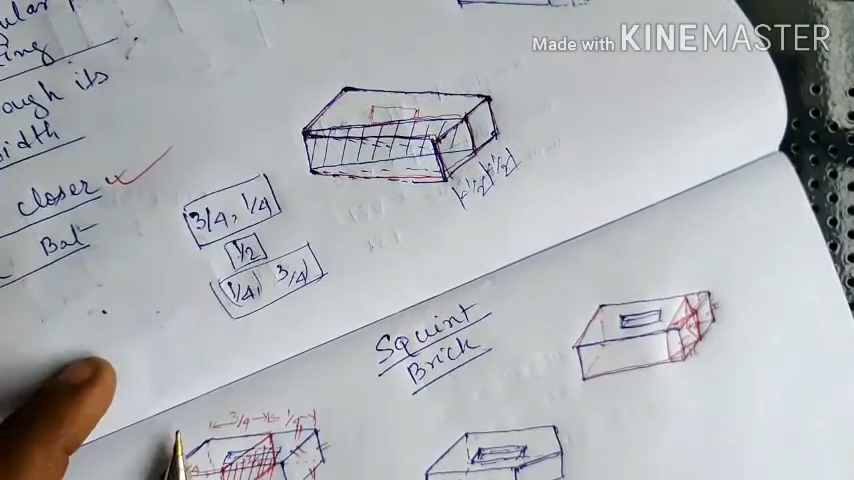 Made with KINEMASTER
ough its
width
closer
Bat
3/4, 1/4
1/2
1/4, 3/4
1/2 1/2
Squint
Brick
3/4 1/4